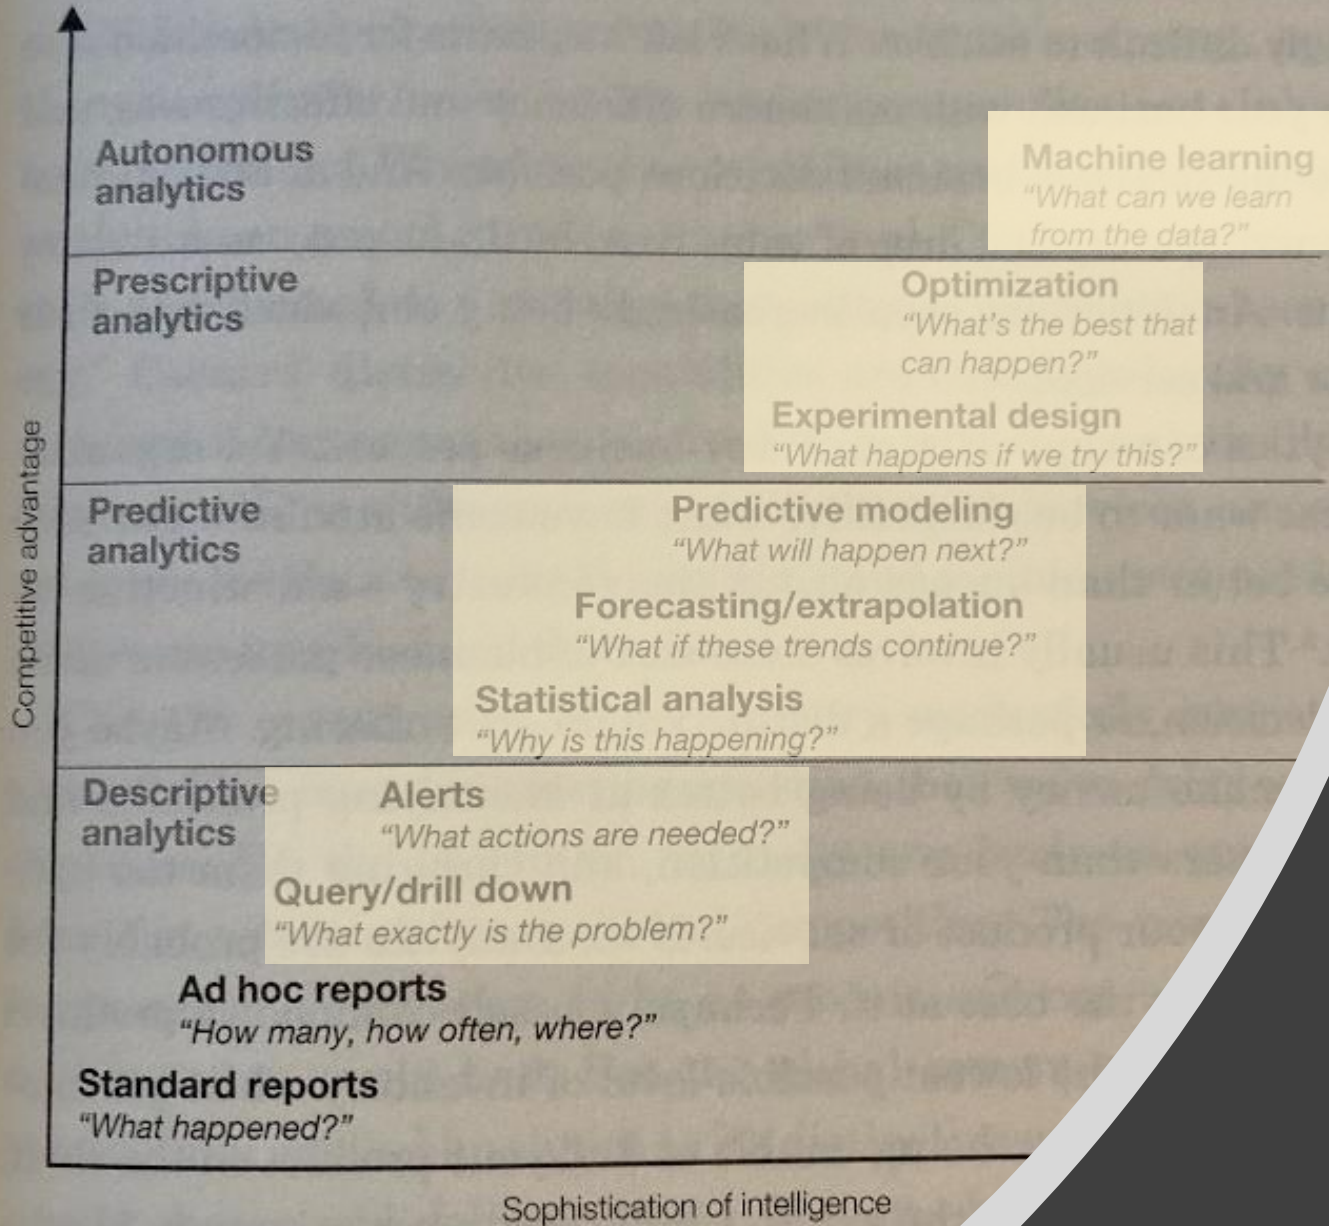 Autonomous
analytics
Machine learning
“What can we learn
from the data?”
Prescriptive
analytics
Optimization
“What’s the best that
can happen?”
Experimental design
“What happens if we try this?”
Predictive
analytics
Predictive modeling
“What will happen next?”
Forecasting/extrapolation
“What if these trends continue?”
Statistical analysis
“Why is this happening?”
Descriptive
analytics
Alerts
“What actions are needed?”
Query/drill down
“What exactly is the problem?”
Ad hoc reports
“How many, how often, where?”
Standard reports
“What happened?”
Competitive advantage
Sophistication of intelligence